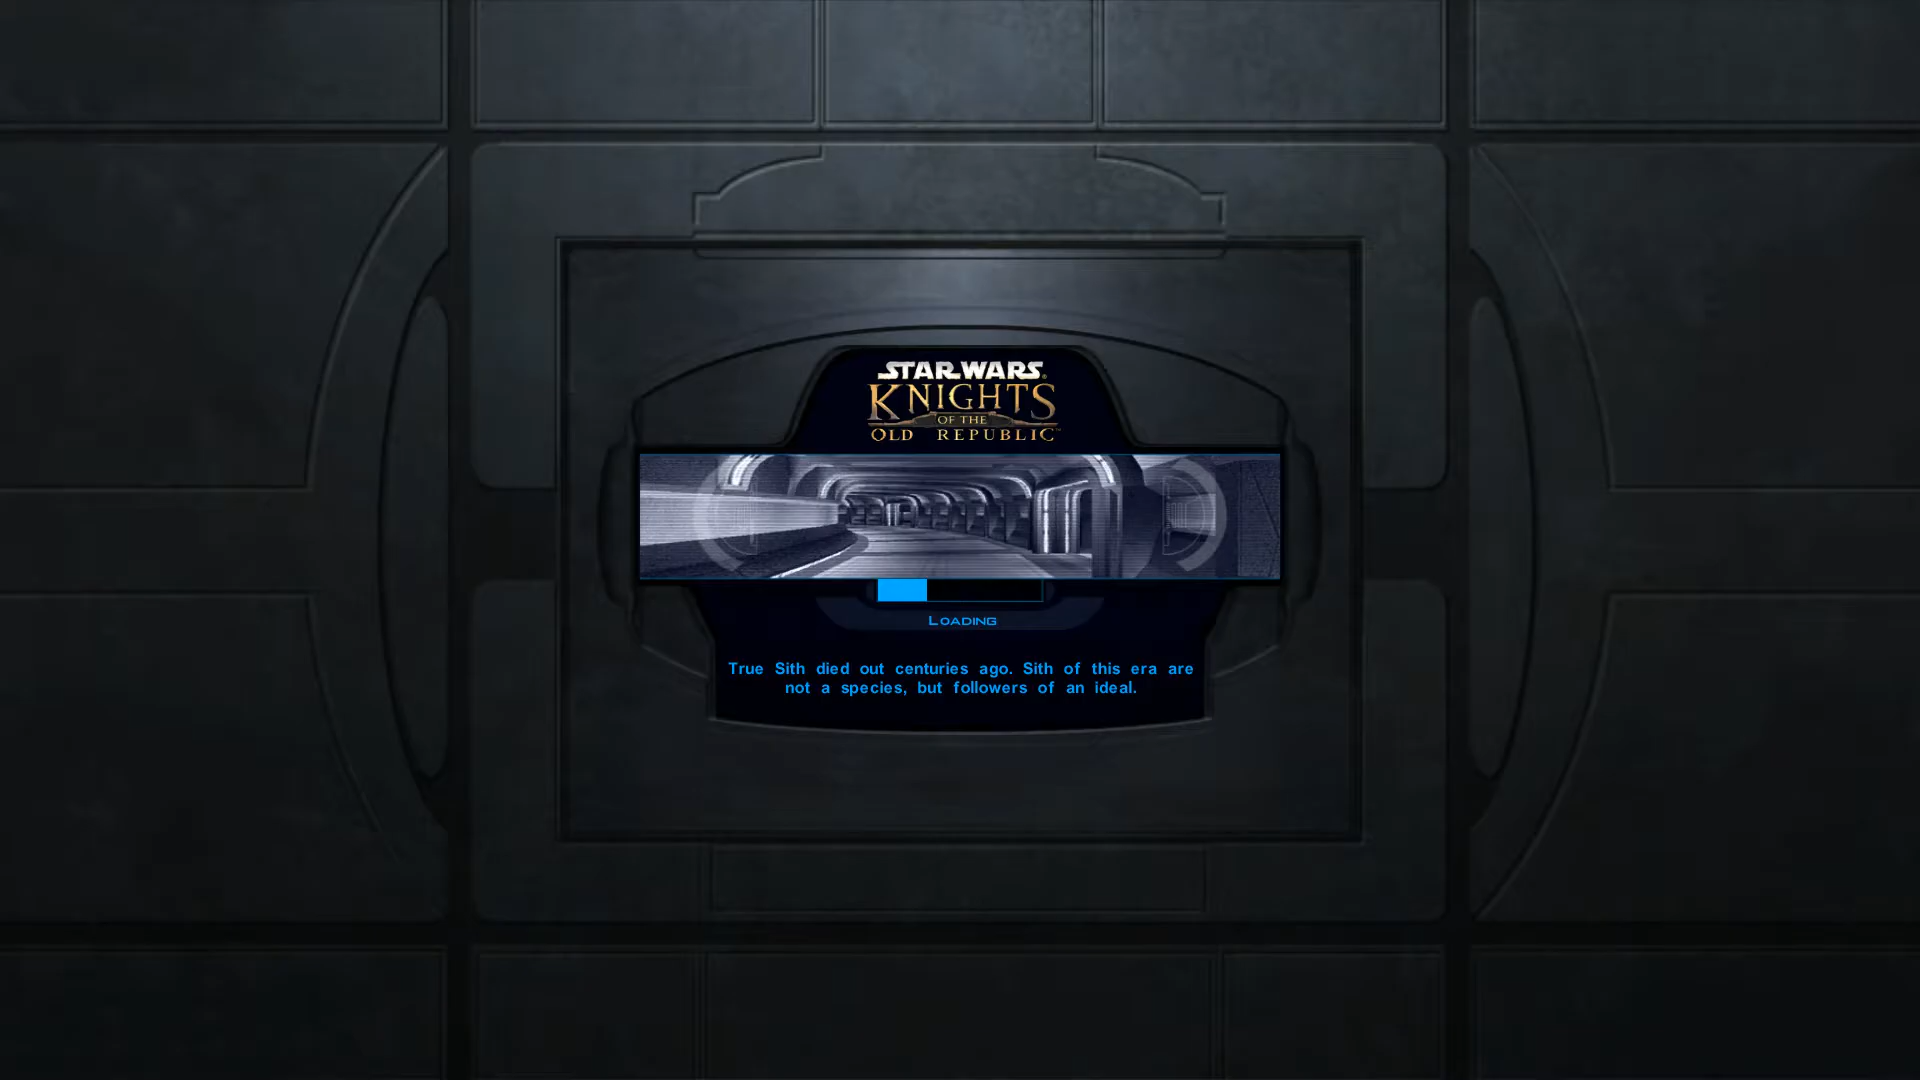 STAR WARS
KNIGHTS
OF THE
OLD REPUBLIC
LOADING
True Sith died out centuries ago. Sith of this era are
not a species, but followers of an ideal.